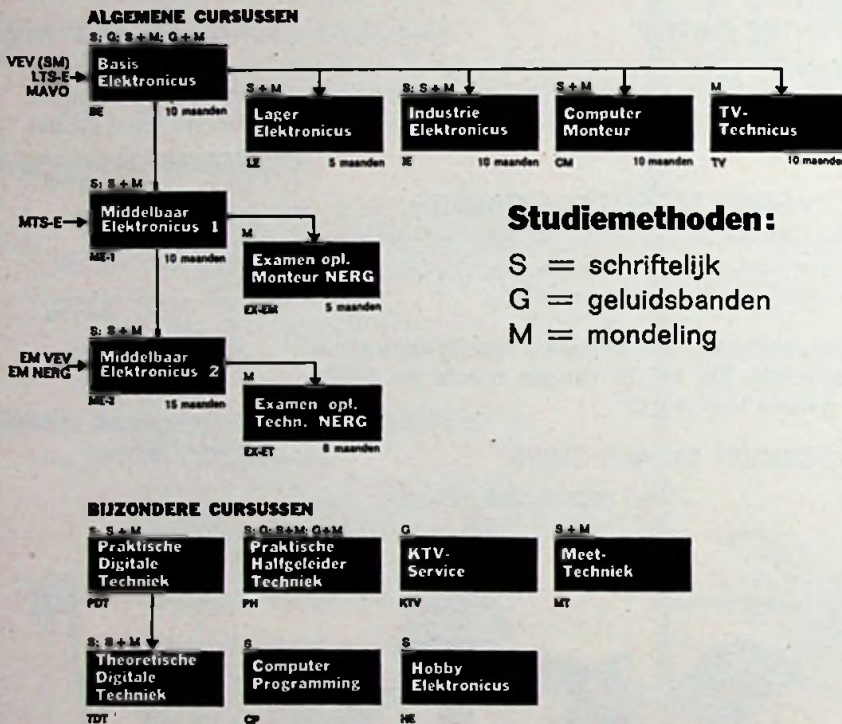 ALGEMENE CURSUSSEN
S; G; S + M; G + M
VEV (SM)
LTS-E
MAVO
Basis
Elektronicus
BE 10 maanden
S + M
Lager
Elektronicus
LE 5 maanden
S; S + M
Industrie
Elektronicus
IE 10 maanden
S + M
Computer
Monteur
CM 10 maanden
M
TV-
Technicus
TV 10 maanden
S; S + M
MTS-E
Middelbaar
Elektronicus 1
ME-1 10 maanden
M
Examen opl.
Monteur NERG
EX-EM 5 maanden
S; S + M
EM VEV
EM NERG
Middelbaar
Elektronicus 2
ME-2 15 maanden
M
Examen opl.
Techn. NERG
EX-ET 8 maanden
Studiemethoden:
S = schriftelijk
G = geluidsbanden
M = mondeling
BIJZONDERE CURSUSSEN
S; S + M
Praktische
Digitale
Techniek
PDT
S; G; S+M; G+M
Praktische
Halfgeleider
Techniek
PH
G
KTV-
Service
KTV
S + M
Meet-
Techniek
MT
S; S + M
Theoretische
Digitale
Techniek
TDT
S
Computer
Programming
CP
S
Hobby
Elektronicus
HE